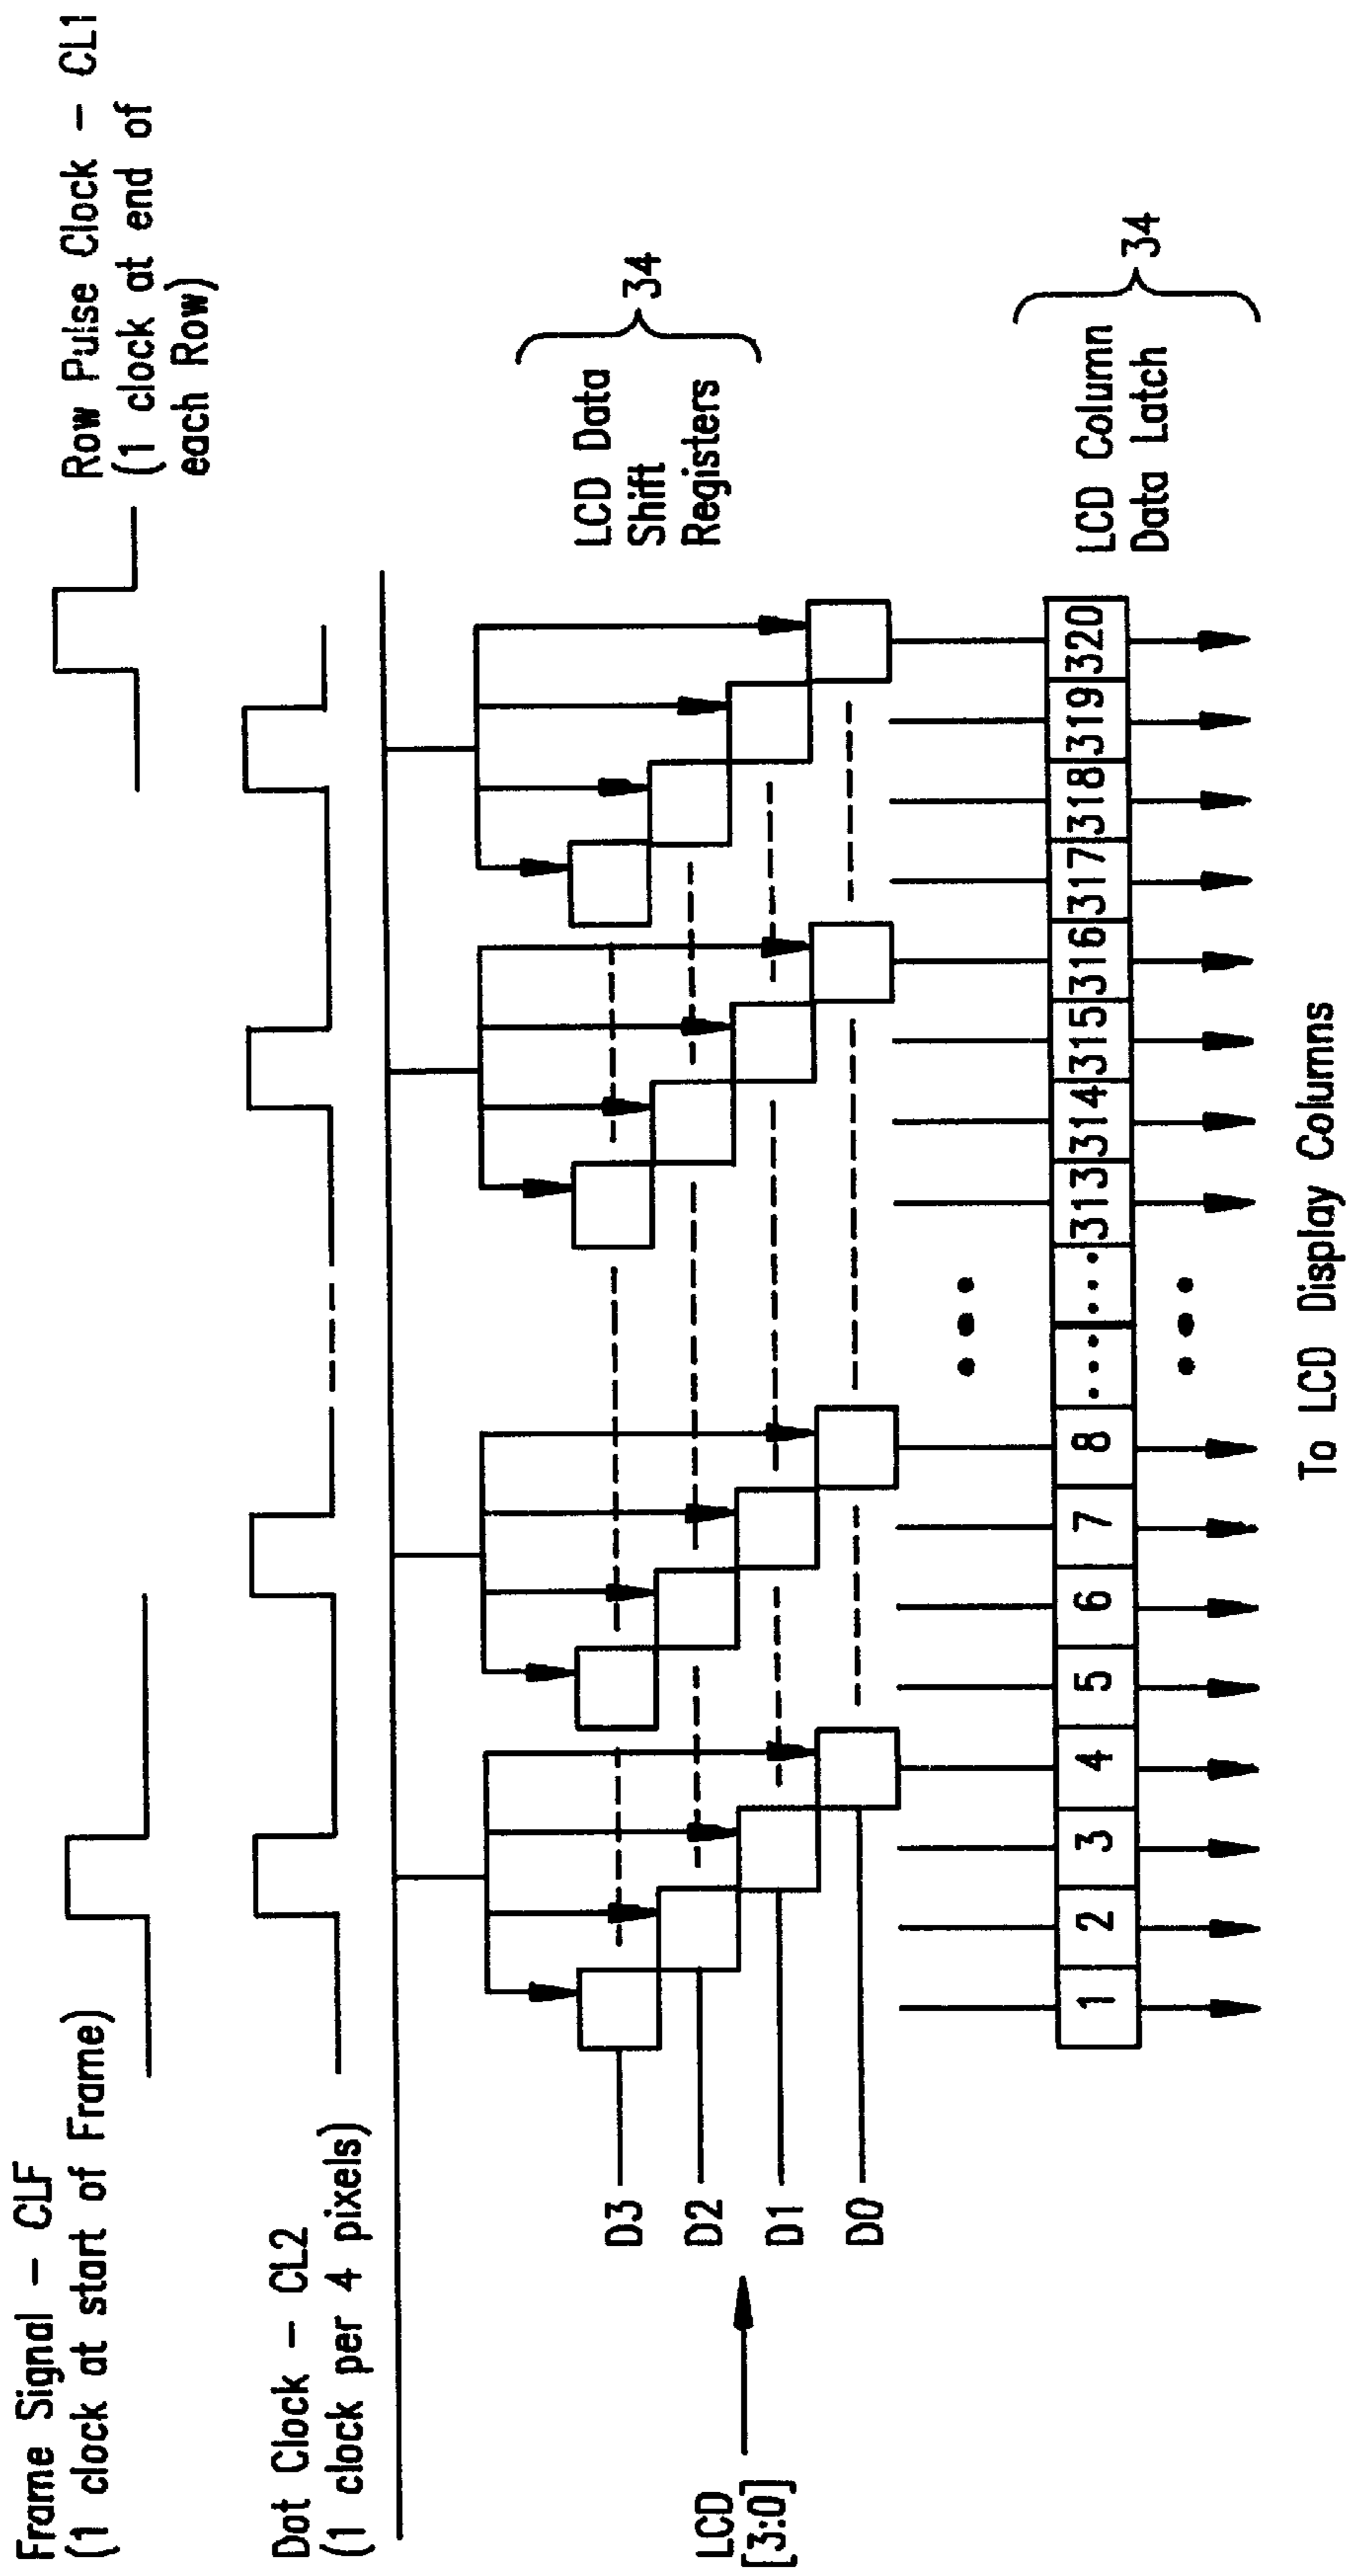 Frame Signal - CLF
(1 clock at start of Frame)
Row Pulse Clock - CL1
(1 clock at end of
each Row)
Dot Clock - CL2
(1 clock per 4 pixels)
LCD
[3:0]
D3
D2
D1
D0
LCD Data
Shift
Registers
34
1 2 3 4 5 6 7 8 .... .... 313 314 315 316 317 318 319 320
LCD Column
Data Latch
34
To LCD Display Columns